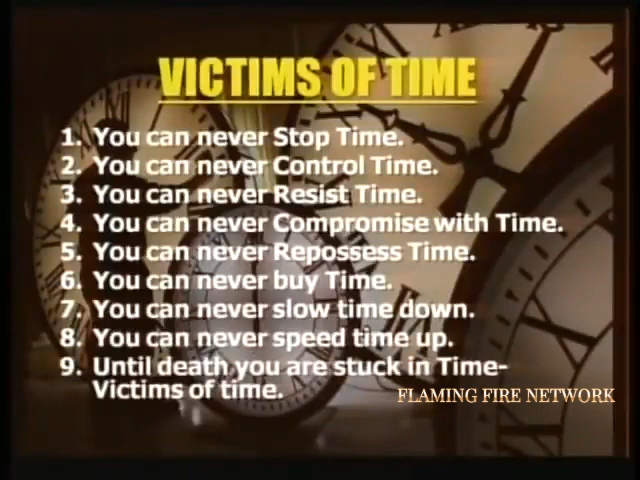 VICTIMS OF TIME
1. You can never Stop Time.
2. You can never Control Time.
3. You can never Resist Time.
4. You can never Compromise with Time.
5. You can never Repossess Time.
6. You can never buy Time.
7. You can never slow time down.
8. You can never speed time up.
9. Until death you are stuck in Time-
Victims of time.
FLAMING FIRE NETWORK